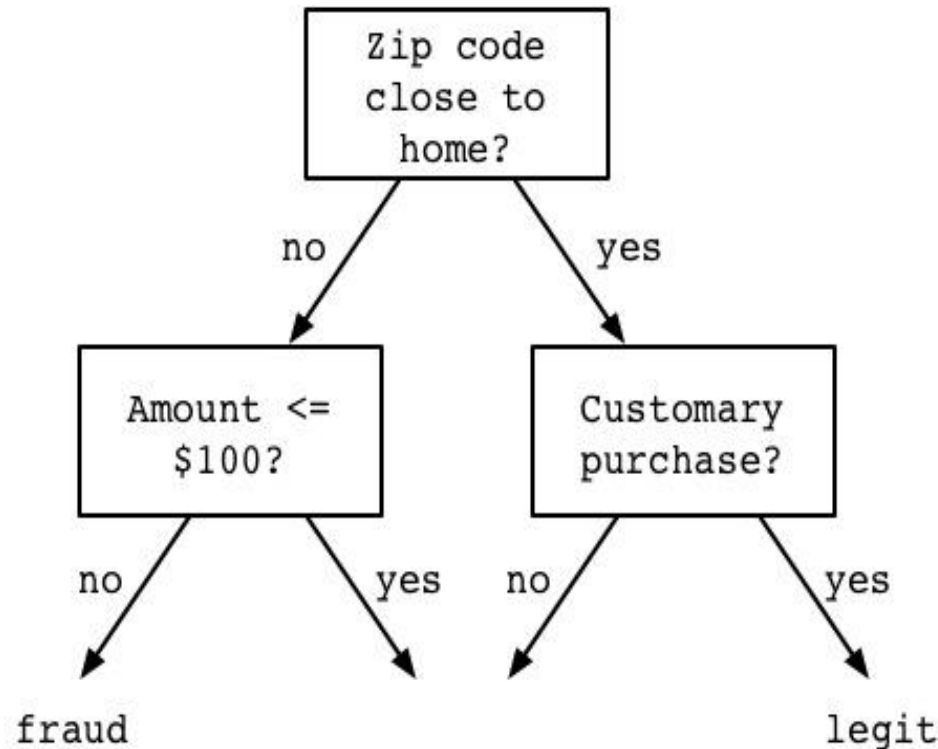 Zip code
close to
home?
no
yes
Amount <=
$100?
Customary
purchase?
no
yes
no
yes
fraud
legit